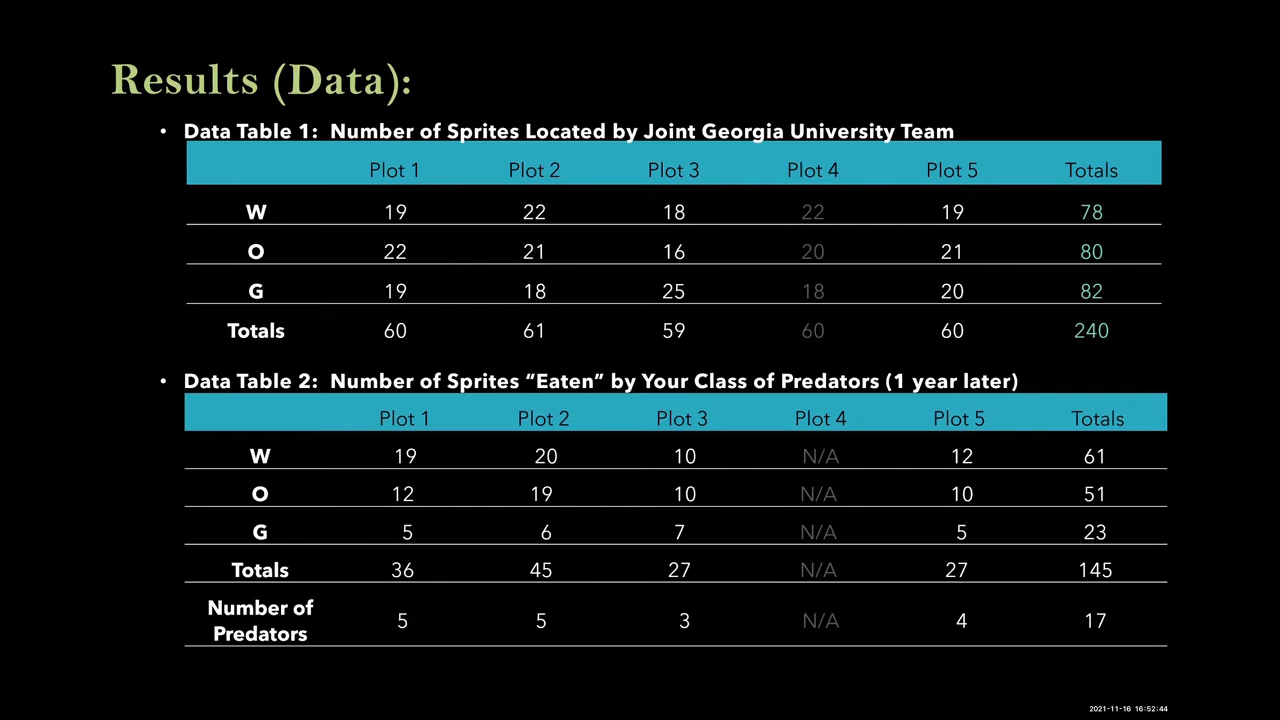 Results (Data):
• Data Table 1: Number of Sprites Located by Joint Georgia University Team
Plot 1 Plot 2 Plot 3 Plot 4 Plot 5 Totals
W 19 22 18 22 19 78
O 22 21 16 20 21 80
G 19 18 25 18 20 82
Totals 60 61 59 60 60 240
• Data Table 2: Number of Sprites “Eaten” by Your Class of Predators (1 year later)
Plot 1 Plot 2 Plot 3 Plot 4 Plot 5 Totals
W 19 20 10 N/A 12 61
O 12 19 10 N/A 10 51
G 5 6 7 N/A 5 23
Totals 36 45 27 N/A 27 145
Number of
Predators 5 5 3 N/A 4 17
2021-11-16 16:52:44